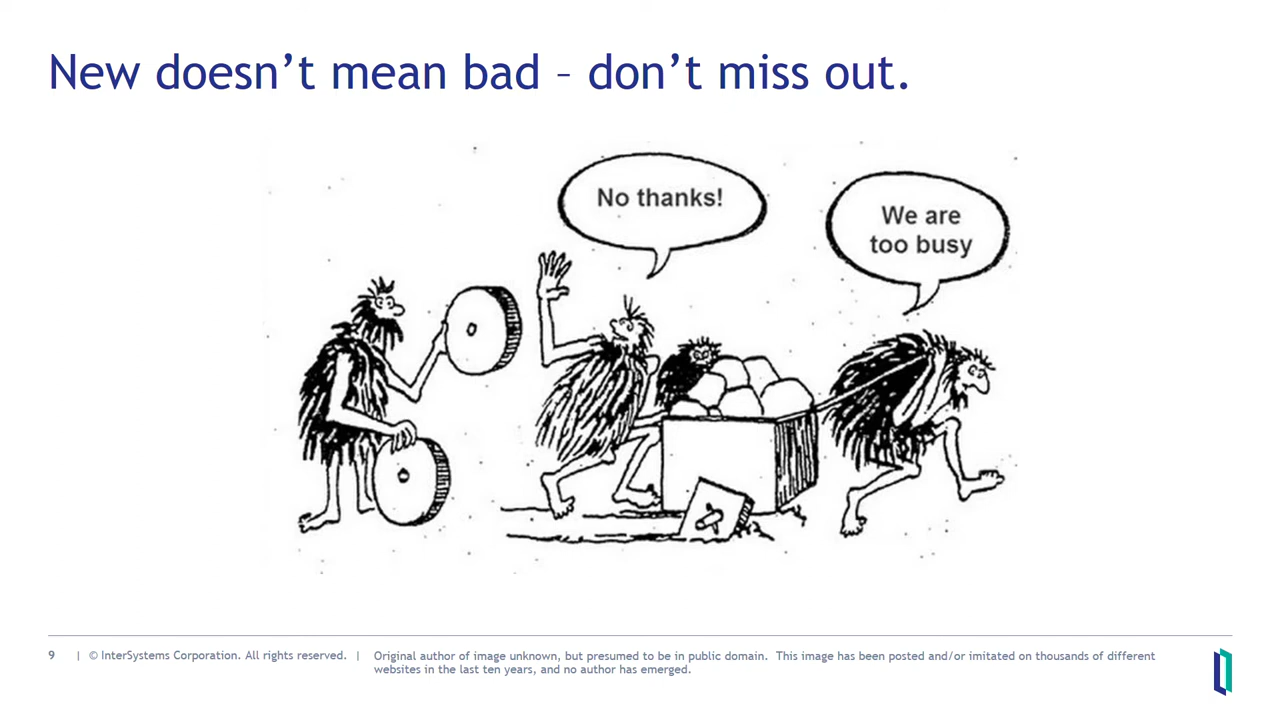 New doesn’t mean bad – don’t miss out.
No thanks!
We are
too busy
9 | © InterSystems Corporation. All rights reserved. | Original author of image unknown, but presumed to be in public domain. This image has been posted and/or imitated on thousands of different
websites in the last ten years, and no author has emerged.